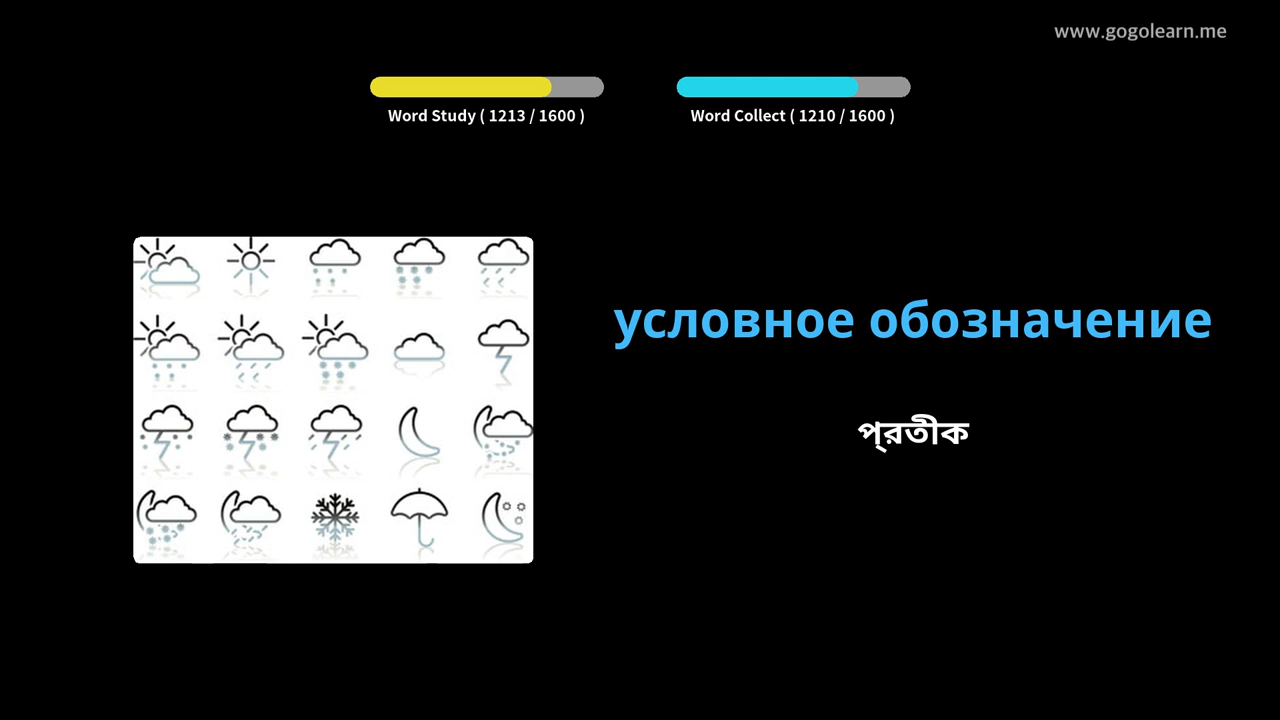 www.gogolearn.me
Word Study ( 1213 / 1600 )
Word Collect ( 1210 / 1600 )
условное обозначение
প্রতীক